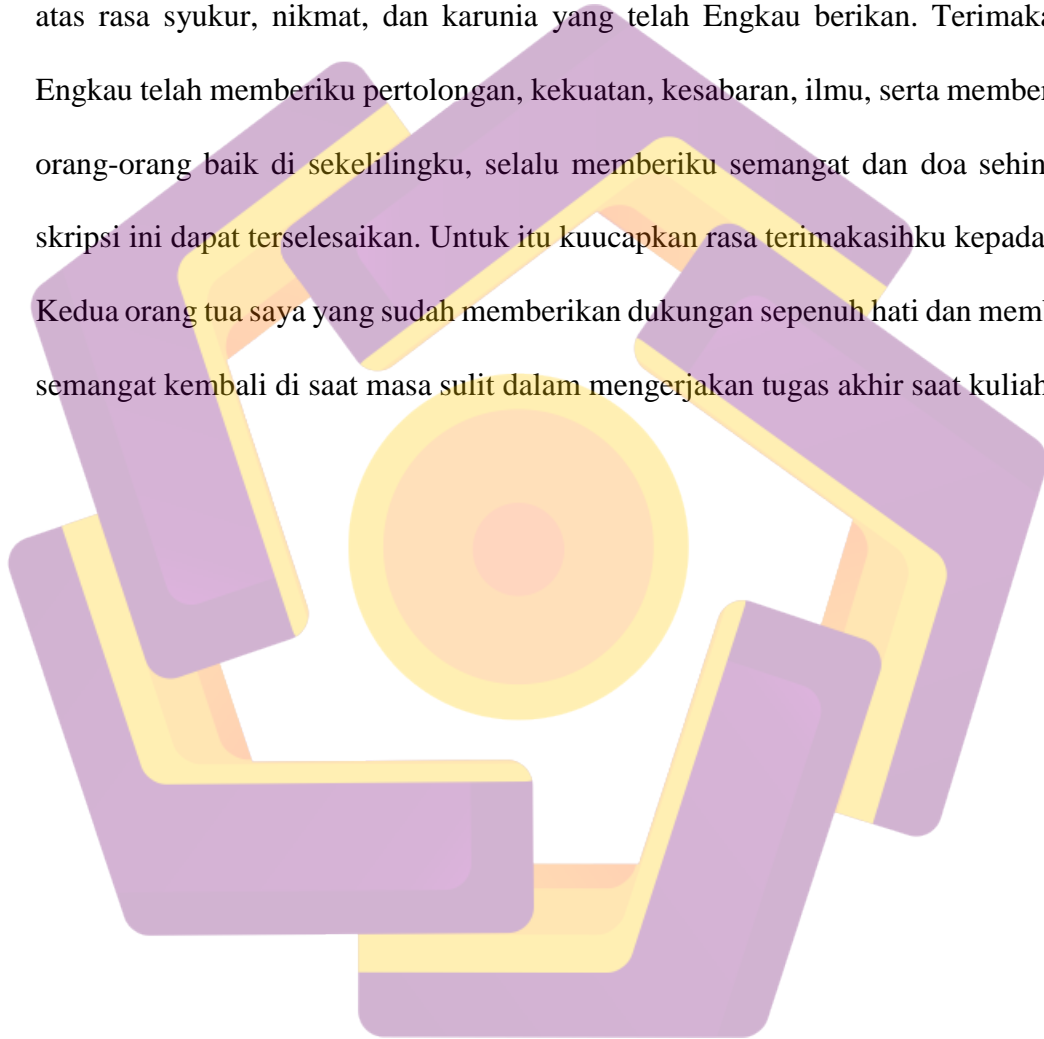 atas rasa syukur, nikmat, dan karunia yang telah Engkau berikan. Terimaka
Engkau telah memberiku pertolongan, kekuatan, kesabaran, ilmu, serta member
orang-orang baik di sekelilingku, selalu memberiku semangat dan doa sehin
skripsi ini dapat terselesaikan. Untuk itu kuucapkan rasa terimakasihku kepada
Kedua orang tua saya yang sudah memberikan dukungan sepenuh hati dan mem
semangat kembali di saat masa sulit dalam mengerjakan tugas akhir saat kuliah